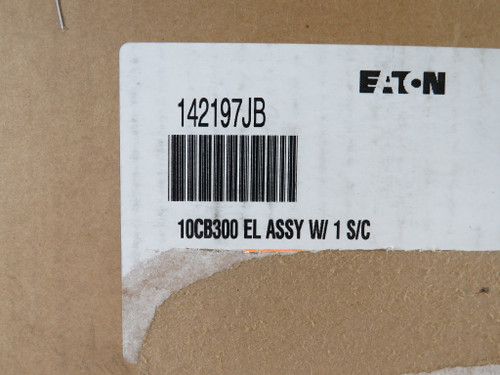 EATON
142197JB
10CB300 EL ASSY W/ 1 S/C